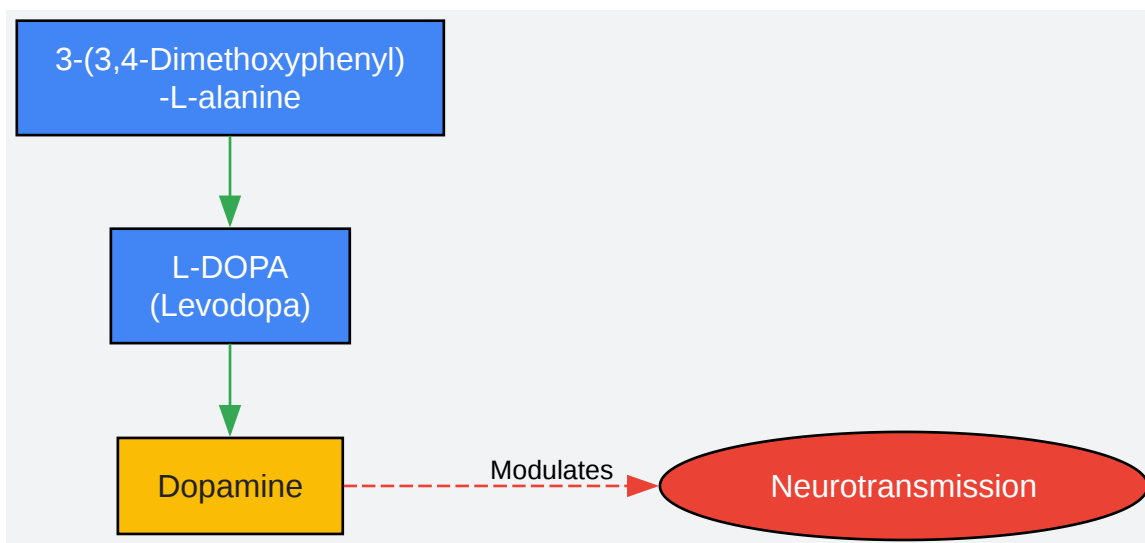 3-(3,4-Dimethoxyphenyl)
-L-alanine
L-DOPA
(Levodopa)
Dopamine
Modulates
Neurotransmission